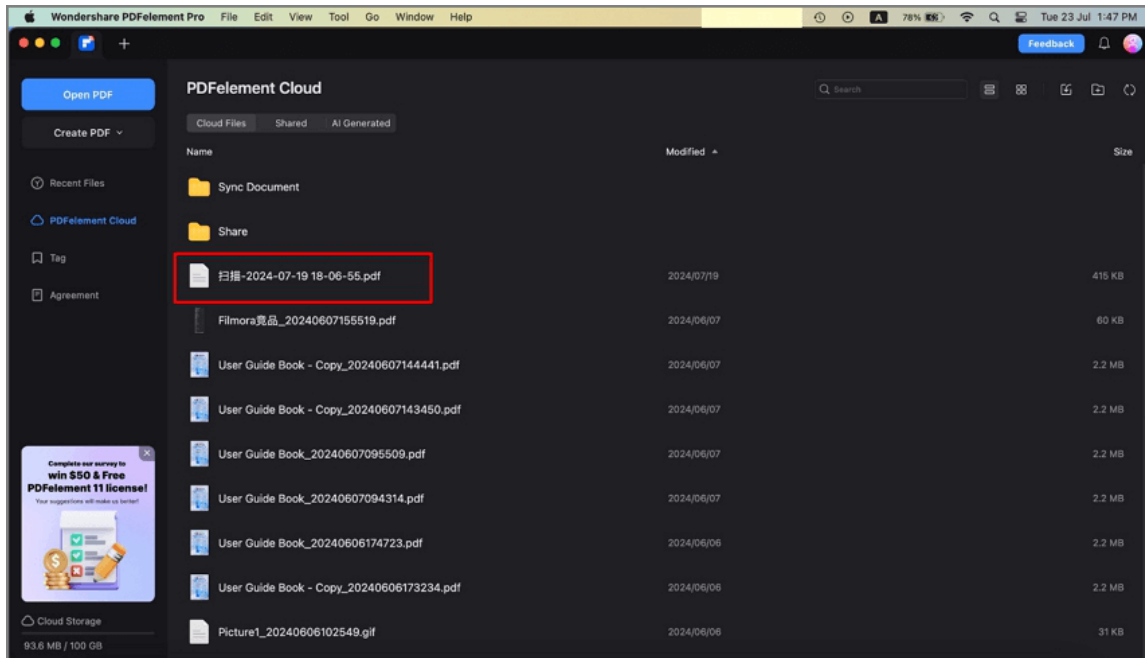 Wondershare PDFelement Pro File Edit View Tool Go Window Help
A 78% Tue 23 Jul 1:47 PM
Feedback
Open PDF
Create PDF
Recent Files
PDFelement Cloud
Tag
Agreement
Complete our survey to
win $50 & Free
PDFelement 11 license!
Your suggestions will make us better!
Cloud Storage
93.6 MB / 100 GB
PDFelement Cloud
Search
Cloud Files Shared AI Generated
Name Modified Size
Sync Document
Share
扫描-2024-07-19 18-06-55.pdf 2024/07/19 415 KB
Filmora竟品_20240607155519.pdf 2024/06/07 60 KB
User Guide Book - Copy_20240607144441.pdf 2024/06/07 2.2 MB
User Guide Book - Copy_20240607143450.pdf 2024/06/07 2.2 MB
User Guide Book_20240607095509.pdf 2024/06/07 2.2 MB
User Guide Book_20240607094314.pdf 2024/06/07 2.2 MB
User Guide Book_20240606174723.pdf 2024/06/06 2.2 MB
User Guide Book - Copy_20240606173234.pdf 2024/06/06 2.2 MB
Picture1_20240606102549.gif 2024/06/06 31 KB